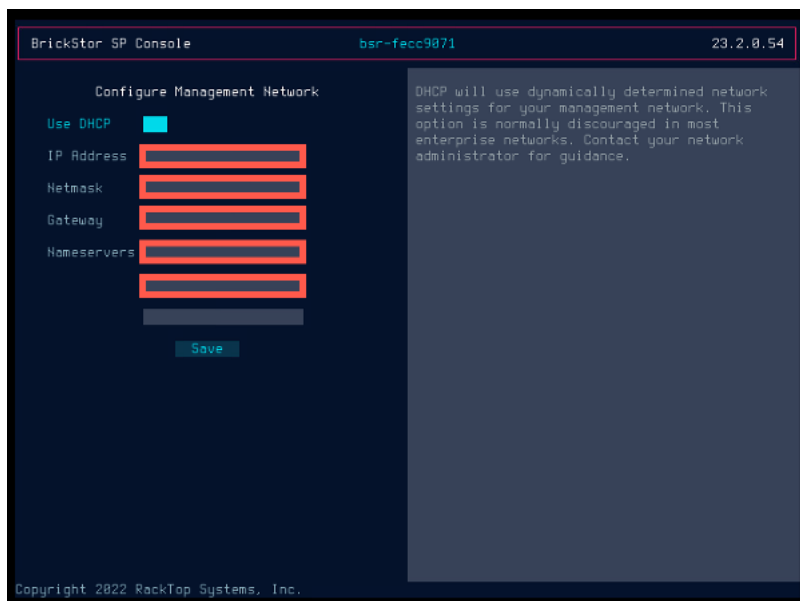 BrickStor SP Console bsr-fecc9071 23.2.0.54
Configure Management Network
Use DHCP
IP Address
Netmask
Gateway
Nameservers
Save
DHCP will use dynamically determined network
settings for your management network. This
option is normally discouraged in most
enterprise networks. Contact your network
administrator for guidance.
Copyright 2022 RackTop Systems, Inc.